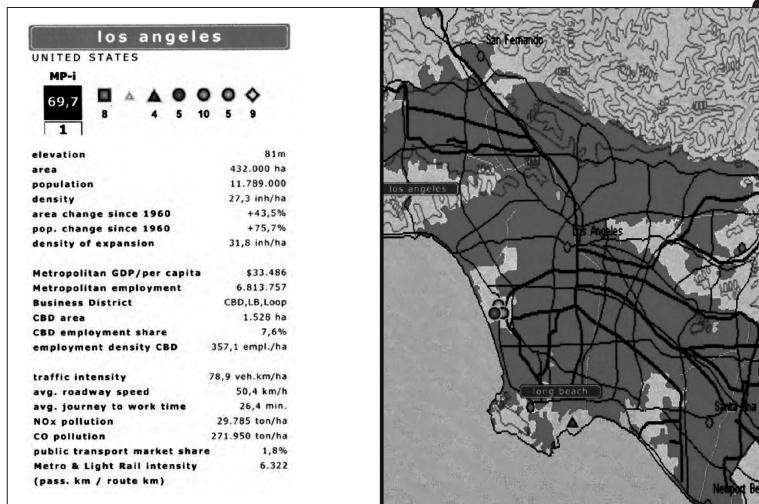 los angeles
UNITED STATES
MP-i
69,7
1
8 4 5 10 5 9
elevation 81m
area 432.000 ha
population 11.789.000
density 27,3 inh/ha
area change since 1960 +43,5%
pop. change since 1960 +75,7%
density of expansion 31,8 inh/ha
Metropolitan GDP/per capita $33.486
Metropolitan employment 6.813.757
Business District CBD,LB,Loop
CBD area 1.528 ha
CBD employment share 7,6%
employment density CBD 357,1 empl./ha
traffic intensity 78,9 veh.km/ha
avg. roadway speed 50,4 km/h
avg. journey to work time 26,4 min.
NOx pollution 29.785 ton/ha
CO pollution 271.950 ton/ha
public transport market share 1,8%
Metro & Light Rail intensity 6.322
(pass. km / route km)
San Fernando
los angeles
Los Angeles
long beach
Santa Ana
Newport Be